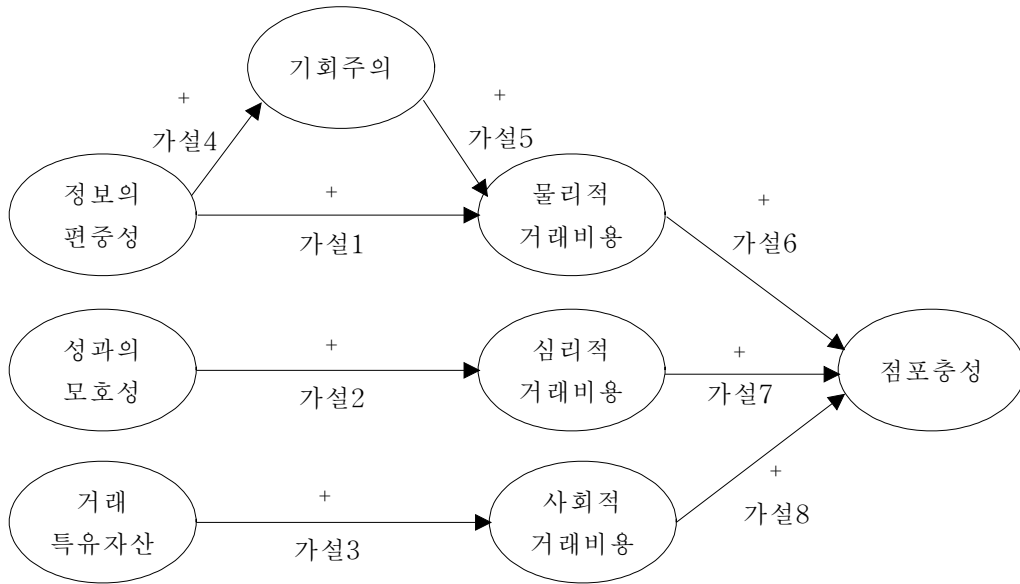 기회주의
+
가설4
+
가설5
정보의
편중성
+
가설1
물리적
거래비용
+
가설6
성과의
모호성
+
가설2
심리적
거래비용
+
가설7
점포충성
거래
특유자산
+
가설3
사회적
거래비용
+
가설8